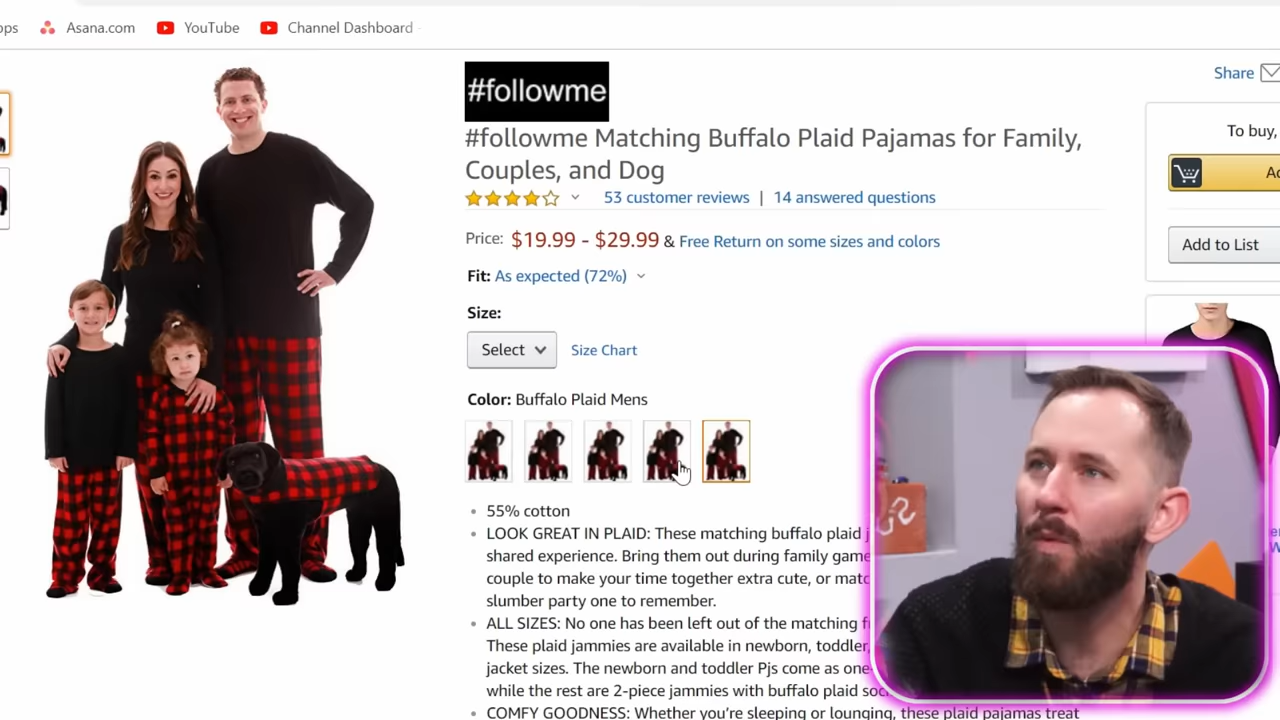 Asana.com YouTube Channel Dashboard
#followme
Share
#followme Matching Buffalo Plaid Pajamas for Family,
Couples, and Dog
To buy,
53 customer reviews | 14 answered questions
Price: $19.99 - $29.99 & Free Return on some sizes and colors
Add to List
Fit: As expected (72%)
Size:
Select Size Chart
Color: Buffalo Plaid Mens
• 55% cotton
• LOOK GREAT IN PLAID: These matching buffalo plaid
shared experience. Bring them out during family game
couple to make your time together extra cute, or
slumber party one to remember.
• ALL SIZES: No one has been left out of the matching
These plaid jammies are available in newborn, toddler,
jacket sizes. The newborn and toddler Pjs come as
while the rest are 2-piece jammies with buffalo plaid
• COMFY GOODNESS: Whether you're sleeping or lounging, these plaid pajamas treat